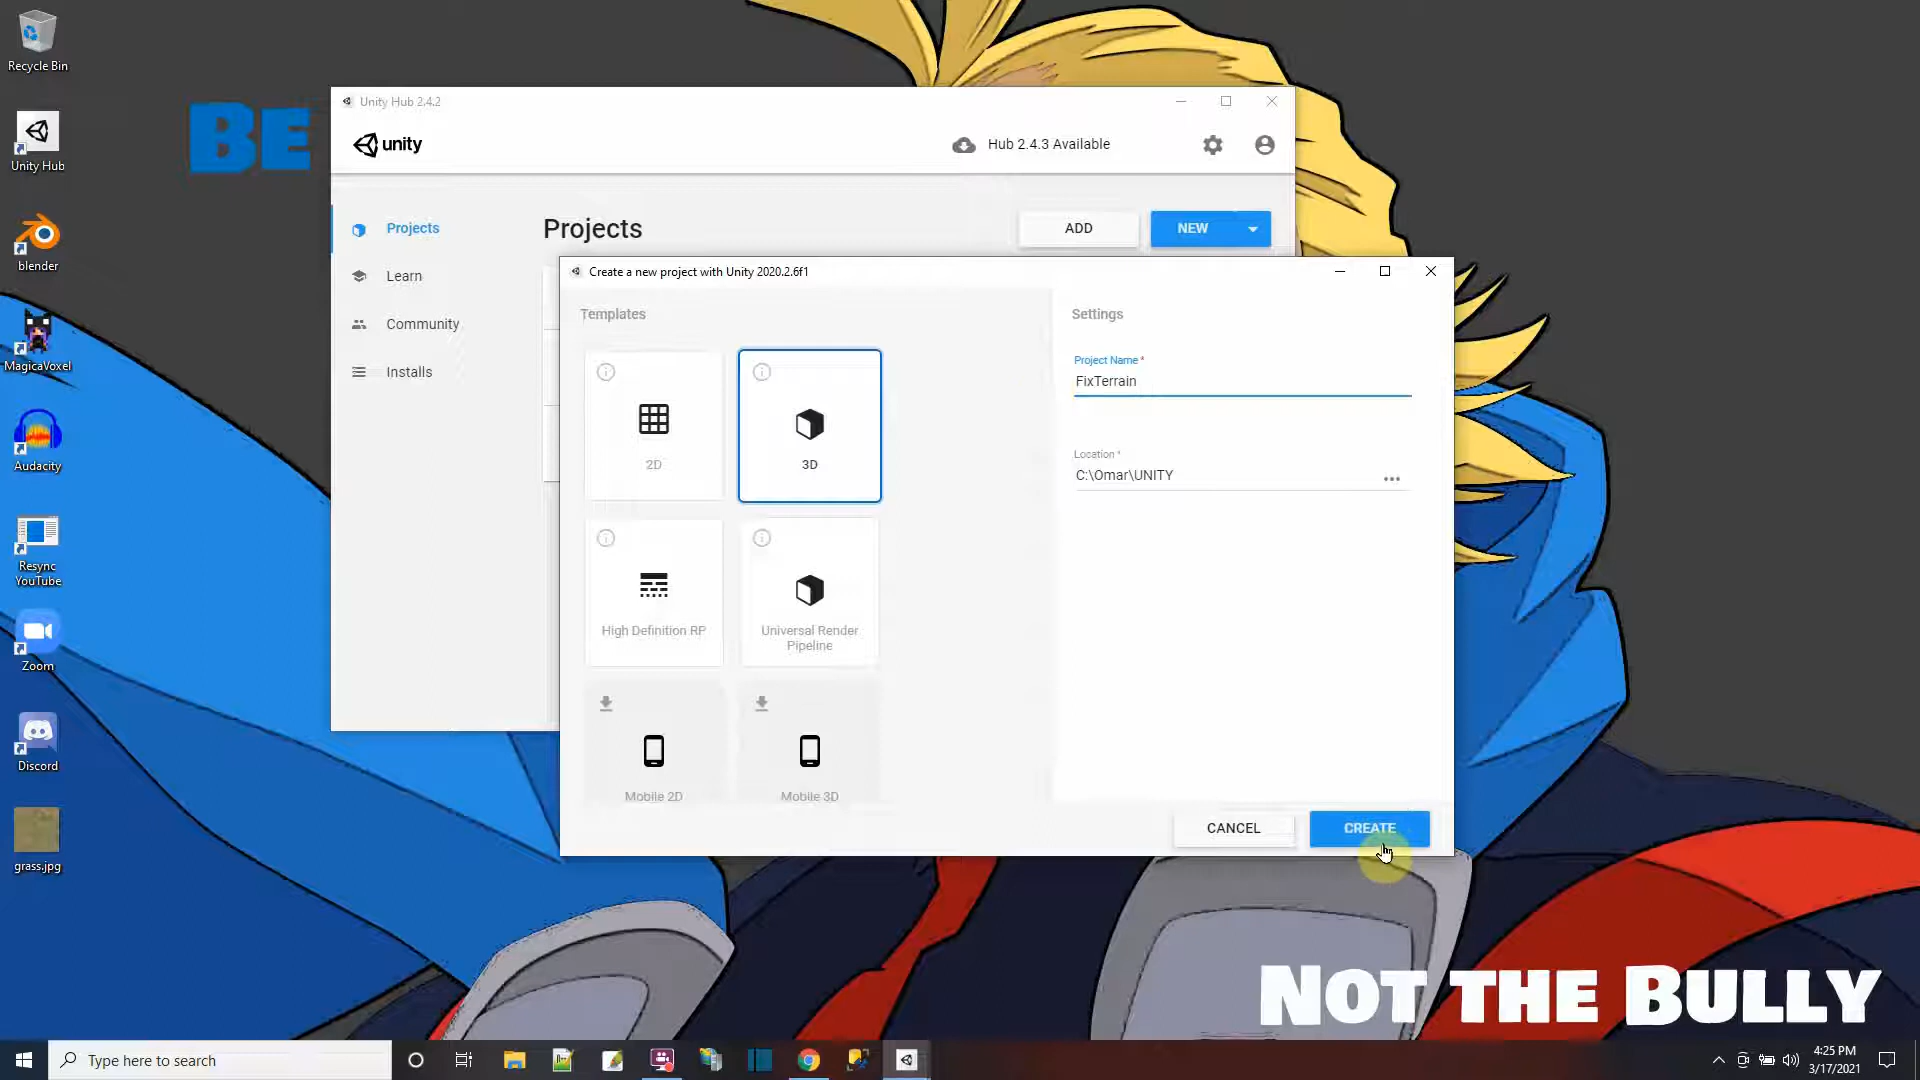 Recycle Bin
Unity Hub
blender
MagicaVoxel
Audacity
Resync
YouTube
Zoom
Discord
grass.jpg
BE
Unity Hub 2.4.2
unity
Hub 2.4.3 Available
Projects
Learn
Community
Installs
Projects
ADD
NEW
Create a new project with Unity 2020.2.6f1
Templates
2D
3D
High Definition RP
Universal Render
Pipeline
Mobile 2D
Mobile 3D
Settings
Project Name *
FixTerrain
Location *
C:\Omar\UNITY
CANCEL
CREATE
NOT THE BULLY
Type here to search
4:25 PM
3/17/2021